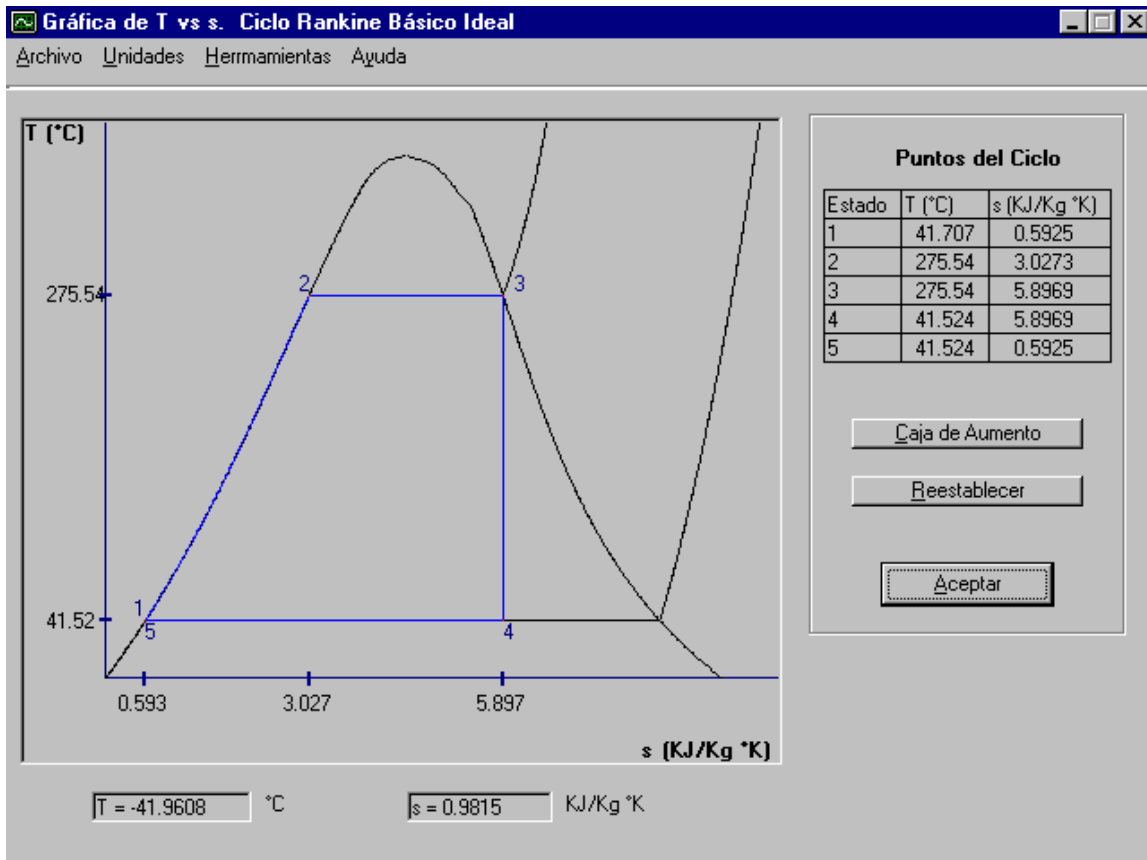 Gráfica de T vs s. Ciclo Rankine Básico Ideal
Archivo Unidades Herrmamientas Ayuda
T (°C)
275.54
41.52
2
3
1
5
4
0.593 3.027 5.897
s (KJ/Kg °K)
T = -41.9608 °C s = 0.9815 KJ/Kg °K
Puntos del Ciclo
Estado T (°C) s (KJ/Kg °K)
1 41.707 0.5925
2 275.54 3.0273
3 275.54 5.8969
4 41.524 5.8969
5 41.524 0.5925
Caja de Aumento
Reestablecer
Aceptar